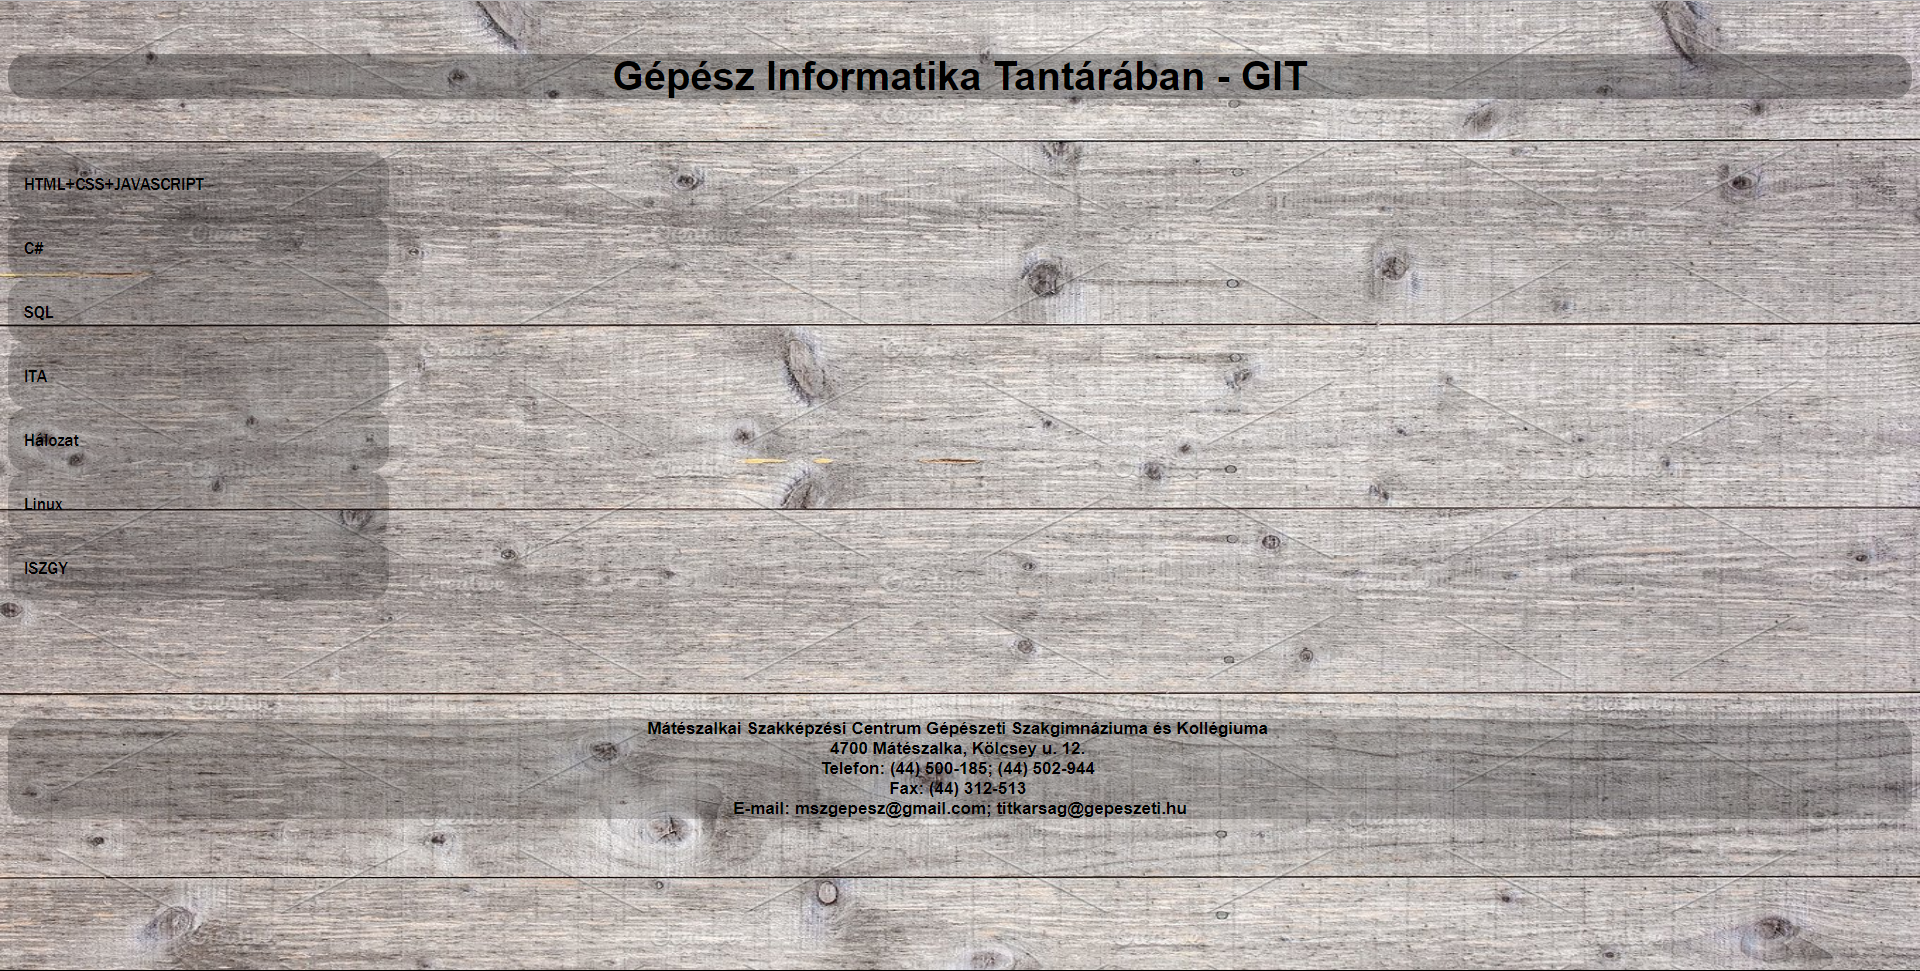 Gépész Informatika Tantárában - GIT
HTML+CSS+JAVASCRIPT
C#
SQL
ITA
Hálozat
Linux
ISZGY
Mátészalkai Szakképzési Centrum Gépészeti Szakgimnáziuma és Kollégiuma
4700 Mátészalka, Kölcsey u. 12.
Telefon: (44) 500-185; (44) 502-944
Fax: (44) 312-513
E-mail: mszgepesz@gmail.com; titkarsag@gepeszeti.hu